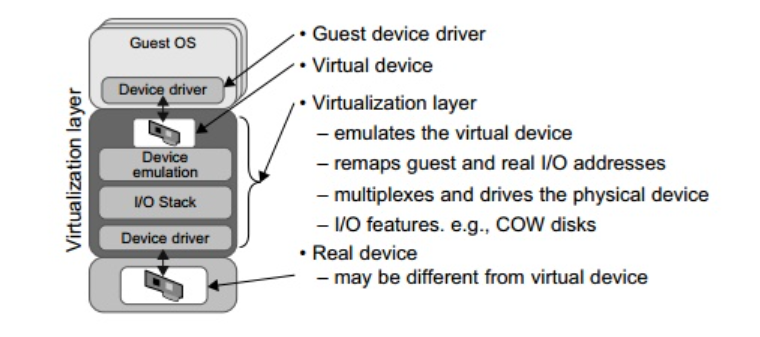 Guest OS
Device driver
Virtualization layer
Device
emulation
I/O Stack
Device driver
• Guest device driver
• Virtual device
• Virtualization layer
– emulates the virtual device
– remaps guest and real I/O addresses
– multiplexes and drives the physical device
– I/O features. e.g., COW disks
• Real device
– may be different from virtual device